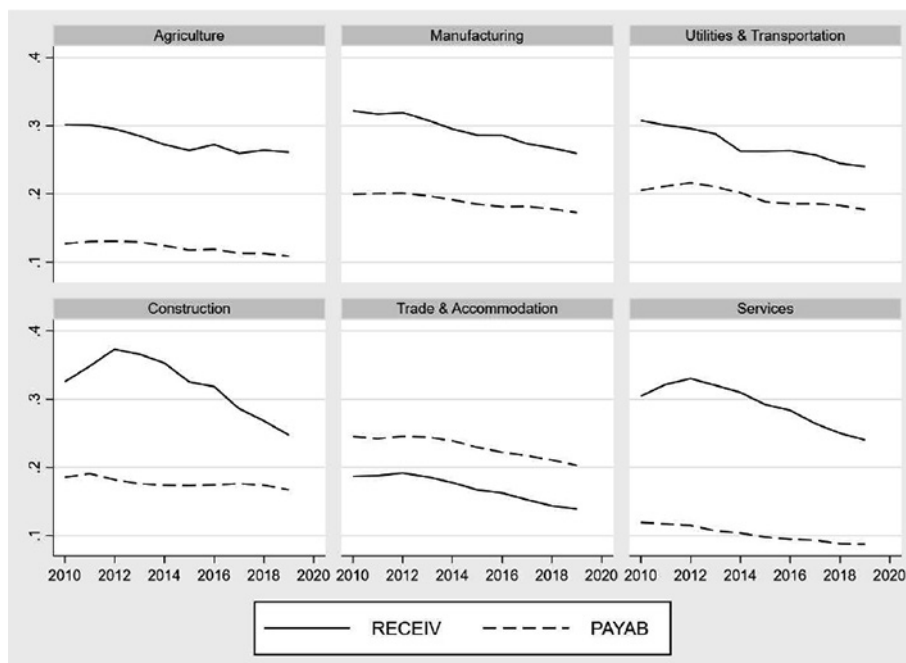 Agriculture Manufacturing Utilities & Transportation
.4
.3
.2
.1
Construction Trade & Accommodation Services
.4
.3
.2
.1
2010 2012 2014 2016 2018 2020 2010 2012 2014 2016 2018 2020 2010 2012 2014 2016 2018 2020
RECEIV PAYAB